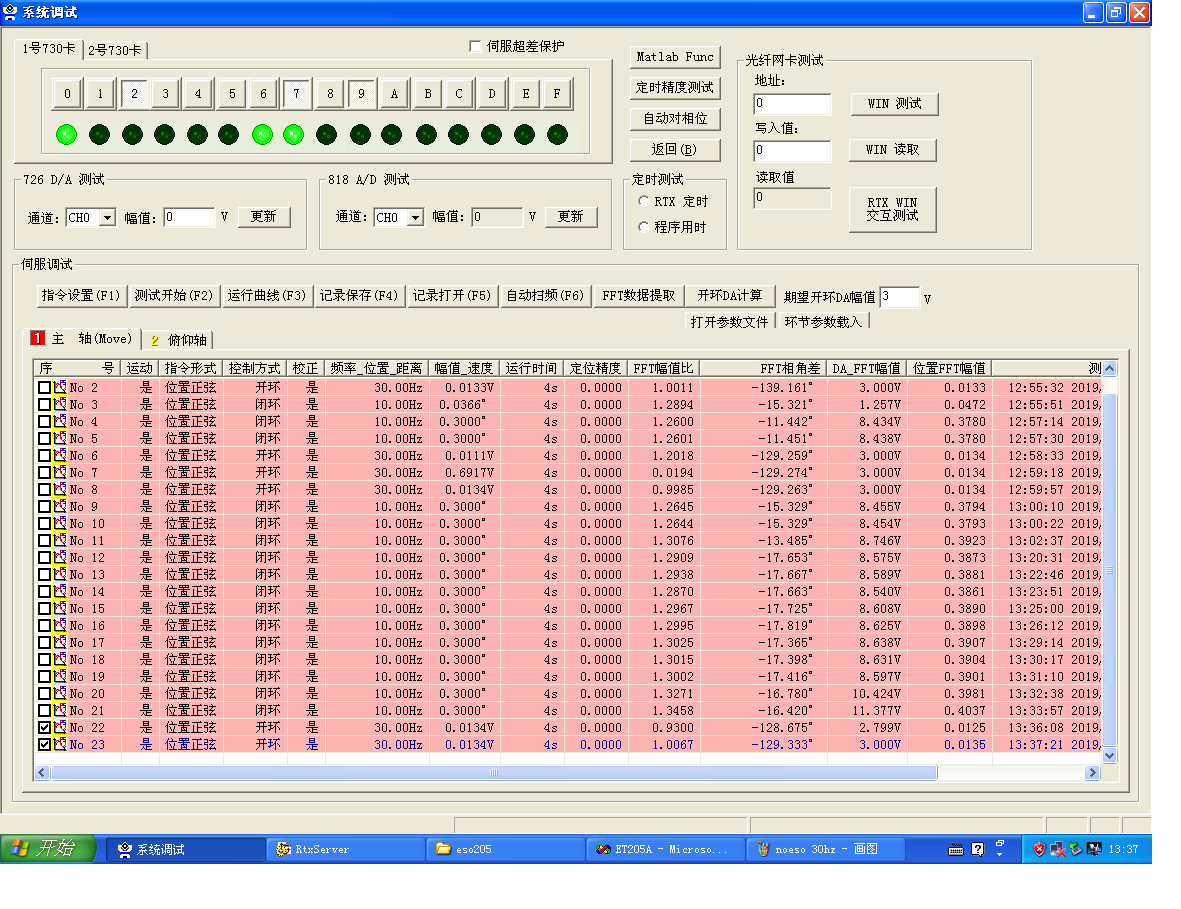 系统调试
1号730卡 2号730卡
伺服超差保护
0 1 2 3 4 5 6 7 8 9 A B C D E F
Matlab Func
定时精度测试
自动对相位
返回(B)
光纤网卡测试
地址:
0
WIN 测试
写入值:
0
WIN 读取
读取值
0
RTX WIN
交互测试
726 D/A 测试
通道: CH0 幅值: 0 V 更新
818 A/D 测试
通道: CH0 幅值: 0 V 更新
定时测试
RTX 定时
程序用时
伺服调试
指令设置(F1) 测试开始(F2) 运行曲线(F3) 记录保存(F4) 记录打开(F5) 自动扫频(F6) FFT数据提取 开环DA计算 期望开环DA幅值 3 V
打开参数文件 环节参数载入
1 主 轴(Move) 2 俯仰轴
序 号 运动 指令形式 控制方式 校正 频率_位置_距离 幅值_速度 运行时间 定位精度 FFT幅值比 FFT相角差 DA_FFT幅值 位置FFT幅值 测
No 2 是 位置正弦 开环 是 30.00Hz 0.0133V 4s 0.0000 1.0011 -139.161° 3.000V 0.0133 12:55:32 2019,
No 3 是 位置正弦 闭环 是 10.00Hz 0.0366° 4s 0.0000 1.2894 -15.321° 1.257V 0.0472 12:55:51 2019,
No 4 是 位置正弦 闭环 是 10.00Hz 0.3000° 4s 0.0000 1.2600 -11.442° 8.434V 0.3780 12:57:14 2019,
No 5 是 位置正弦 闭环 是 10.00Hz 0.3000° 4s 0.0000 1.2601 -11.451° 8.438V 0.3780 12:57:30 2019,
No 6 是 位置正弦 开环 是 30.00Hz 0.0111V 4s 0.0000 1.2018 -129.259° 3.000V 0.0134 12:58:33 2019,
No 7 是 位置正弦 开环 是 30.00Hz 0.6917V 4s 0.0000 0.0194 -129.274° 3.000V 0.0134 12:59:18 2019,
No 8 是 位置正弦 开环 是 30.00Hz 0.0134V 4s 0.0000 0.9985 -129.263° 3.000V 0.0134 12:59:57 2019,
No 9 是 位置正弦 闭环 是 10.00Hz 0.3000° 4s 0.0000 1.2645 -15.329° 8.455V 0.3794 13:00:10 2019,
No 10 是 位置正弦 闭环 是 10.00Hz 0.3000° 4s 0.0000 1.2644 -15.329° 8.454V 0.3793 13:00:22 2019,
No 11 是 位置正弦 闭环 是 10.00Hz 0.3000° 4s 0.0000 1.3076 -13.485° 8.746V 0.3923 13:02:37 2019,
No 12 是 位置正弦 闭环 是 10.00Hz 0.3000° 4s 0.0000 1.2909 -17.653° 8.575V 0.3873 13:20:31 2019,
No 13 是 位置正弦 闭环 是 10.00Hz 0.3000° 4s 0.0000 1.2938 -17.667° 8.589V 0.3881 13:22:46 2019,
No 14 是 位置正弦 闭环 是 10.00Hz 0.3000° 4s 0.0000 1.2870 -17.663° 8.540V 0.3861 13:23:51 2019,
No 15 是 位置正弦 闭环 是 10.00Hz 0.3000° 4s 0.0000 1.2967 -17.725° 8.608V 0.3890 13:25:00 2019,
No 16 是 位置正弦 闭环 是 10.00Hz 0.3000° 4s 0.0000 1.2995 -17.819° 8.625V 0.3898 13:26:12 2019,
No 17 是 位置正弦 闭环 是 10.00Hz 0.3000° 4s 0.0000 1.3025 -17.365° 8.638V 0.3907 13:29:14 2019,
No 18 是 位置正弦 闭环 是 10.00Hz 0.3000° 4s 0.0000 1.3015 -17.398° 8.631V 0.3904 13:30:17 2019,
No 19 是 位置正弦 闭环 是 10.00Hz 0.3000° 4s 0.0000 1.3002 -17.416° 8.597V 0.3901 13:31:10 2019,
No 20 是 位置正弦 闭环 是 10.00Hz 0.3000° 4s 0.0000 1.3271 -16.780° 10.424V 0.3981 13:32:38 2019,
No 21 是 位置正弦 闭环 是 10.00Hz 0.3000° 4s 0.0000 1.3458 -16.420° 11.377V 0.4037 13:33:57 2019,
No 22 是 位置正弦 开环 是 30.00Hz 0.0134V 4s 0.0000 0.9300 -128.675° 2.799V 0.0125 13:36:08 2019,
No 23 是 位置正弦 开环 是 30.00Hz 0.0134V 4s 0.0000 1.0067 -129.333° 3.000V 0.0135 13:37:21 2019,
开始 系统调试 RtxServer eso205 ET205A - Microso... noeso 30hz - 画图 13:37